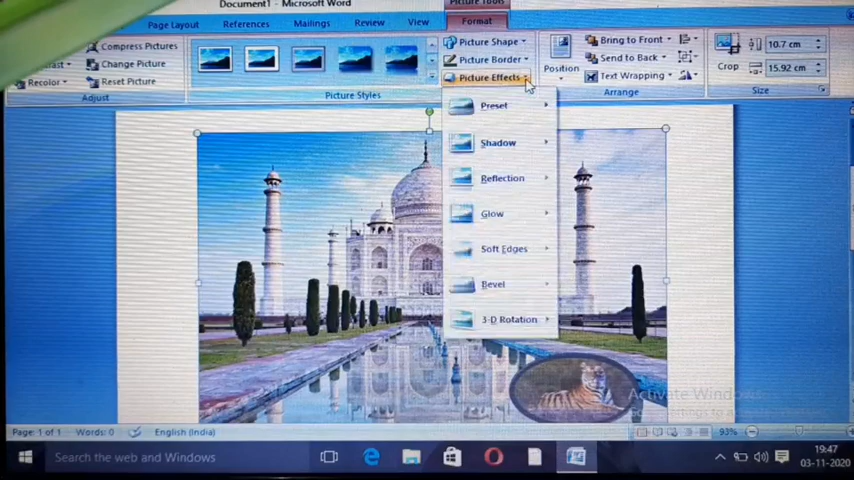 Document1 - Microsoft Word
Picture Tools
Page Layout References Mailings Review View Format
Compress Pictures
Change Picture
Reset Picture
Adjust
Picture Styles
Picture Shape
Picture Border
Picture Effects
Position
Bring to Front
Send to Back
Text Wrapping
Arrange
Crop
10.7 cm
15.92 cm
Size
Preset
Shadow
Reflection
Glow
Soft Edges
Bevel
3-D Rotation
Activate Windows
settings to activate
Page: 1 of 1 Words: 0 English (India) 93%
Search the web and Windows
19:47
03-11-2020